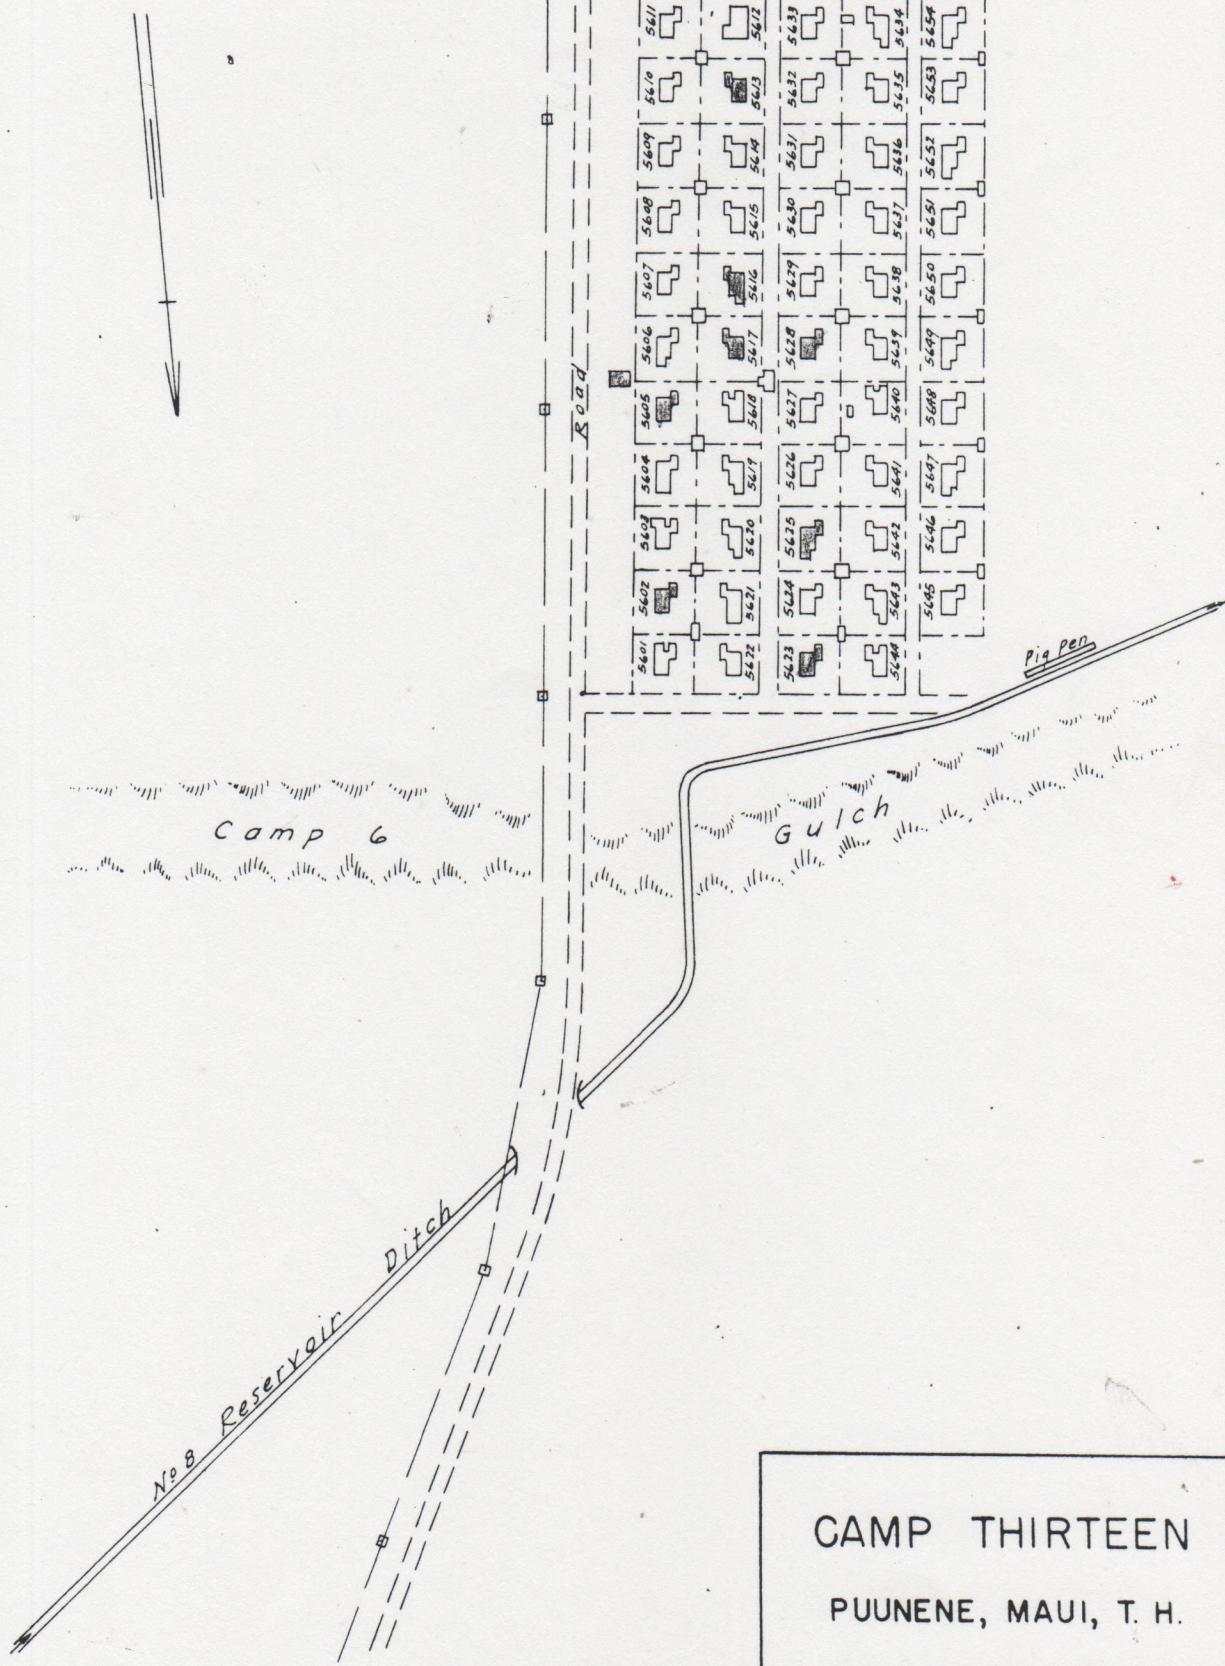 5611 5612 5633 5634 5654
5610 5613 5632 5635 5653
5609 5614 5631 5636 5652
5608 5615 5630 5637 5651
5607 5616 5629 5638 5650
5606 5617 5628 5639 5649
Road
5605 5618 5627 5640 5648
5604 5619 5626 5641 5647
5603 5620 5625 5642 5646
5602 5621 5624 5643 5645
5601 5622 5623 5644
Pig Pen
Camp 6 Gulch
No 8 Reservoir Ditch
CAMP THIRTEEN
PUUNENE, MAUI, T. H.